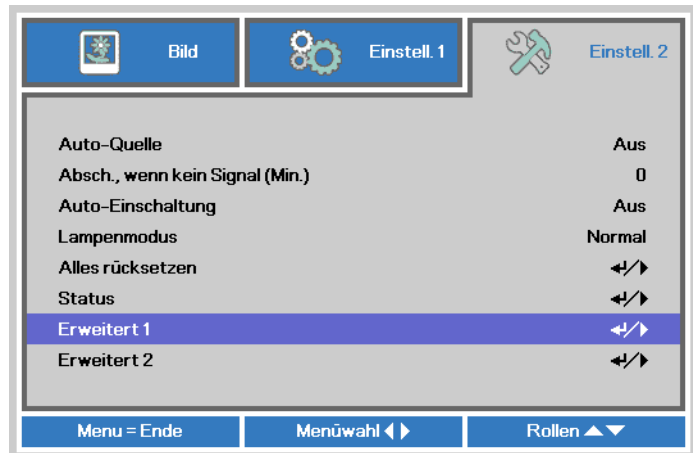 Bild
Einstell. 1
Einstell. 2
Auto-Quelle Aus
Absch., wenn kein Signal (Min.) 0
Auto-Einschaltung Aus
Lampenmodus Normal
Alles rücksetzen ↵/▶
Status ↵/▶
Erweitert 1 ↵/▶
Erweitert 2 ↵/▶
Menu = Ende
Menüwahl ◀ ▶
Rollen ▲▼